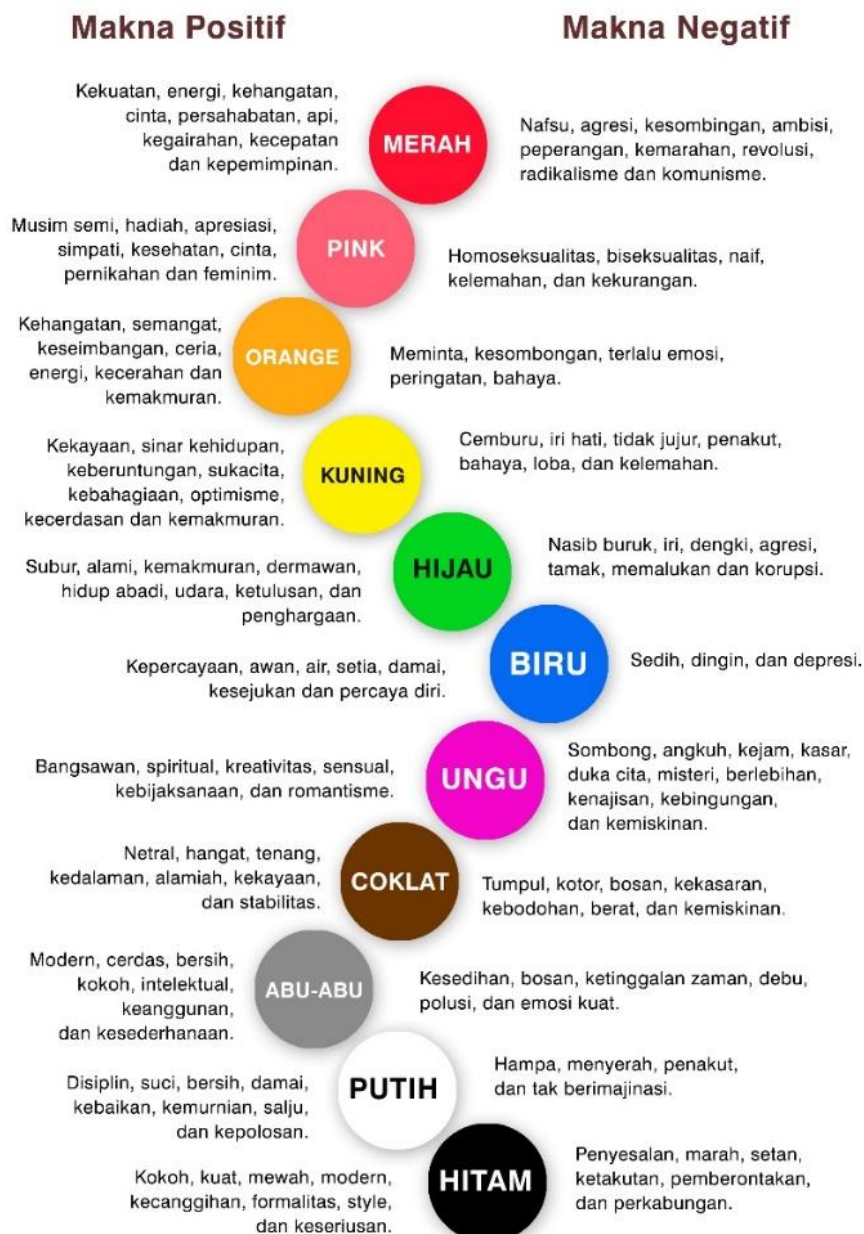 Makna Positif
Makna Negatif
Kekuatan, energi, kehangatan,
cinta, persahabatan, api,
kegairahan, kecepatan
dan kepemimpinan.
MERAH
Nafsu, agresi, kesombingan, ambisi,
peperangan, kemarahan, revolusi,
radikalisme dan komunisme.
Musim semi, hadiah, apresiasi,
simpati, kesehatan, cinta,
pernikahan dan feminim.
PINK
Homoseksualitas, biseksualitas, naif,
kelemahan, dan kekurangan.
Kehangatan, semangat,
keseimbangan, ceria,
energi, kecerahan dan
kemakmuran.
ORANGE
Meminta, kesombongan, terlalu emosi,
peringatan, bahaya.
Kekayaan, sinar kehidupan,
keberuntungan, sukacita,
kebahagiaan, optimisme,
kecerdasan dan kemakmuran.
KUNING
Cemburu, iri hati, tidak jujur, penakut,
bahaya, loba, dan kelemahan.
Subur, alami, kemakmuran, dermawan,
hidup abadi, udara, ketulusan, dan
penghargaan.
HIJAU
Nasib buruk, iri, dengki, agresi,
tamak, memalukan dan korupsi.
Kepercayaan, awan, air, setia, damai,
kesejukan dan percaya diri.
BIRU
Sedih, dingin, dan depresi.
Bangsawan, spiritual, kreativitas, sensual,
kebijaksanaan, dan romantisme.
UNGU
Sombong, angkuh, kejam, kasar,
duka cita, misteri, berlebihan,
kenajisan, kebingungan,
dan kemiskinan.
Netral, hangat, tenang,
kedalaman, alamiah, kekayaan,
dan stabilitas.
COKLAT
Tumpul, kotor, bosan, kekasaran,
kebodohan, berat, dan kemiskinan.
Modern, cerdas, bersih,
kokoh, intelektual,
keanggunan,
dan kesederhanaan.
ABU-ABU
Kesedihan, bosan, ketinggalan zaman, debu,
polusi, dan emosi kuat.
Disiplin, suci, bersih, damai,
kebaikan, kemurnian, salju,
dan kepolosan.
PUTIH
Hampa, menyerah, penakut,
dan tak berimajinasi.
Kokoh, kuat, mewah, modern,
kecanggihan, formalitas, style,
dan keseriusan.
HITAM
Penyesalan, marah, setan,
ketakutan, pemberontakan,
dan perkabungan.